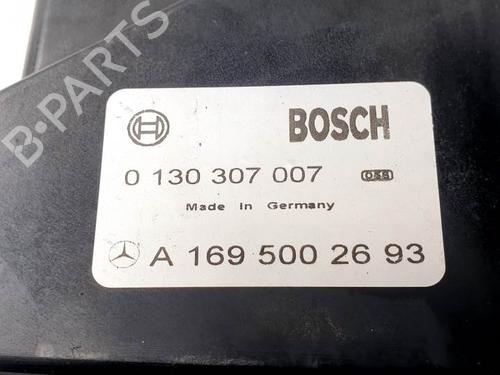 B-PARTS
BOSCH
0 130 307 007
Made in Germany
A 169 500 26 93